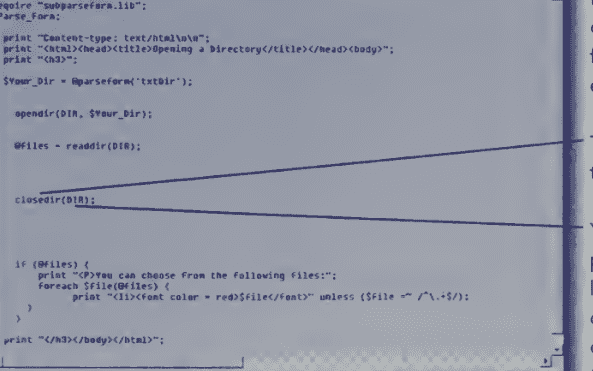 equire "subparseform.lib";
Parse_Form;
print "Content-type: text/html\n\n";
print "<html><head><title>Opening a Directory</title></head><body>";
print "<h3>";
$Your_Dir = @parseform{'txtDir'};
opendir(DIR, $Your_Dir);
@files = readdir(DIR);
closedir(DIR);
if (@files) {
print "<P>You can choose from the following files:";
foreach $file(@files) {
print "<li><font color = red>$file</font>" unless ($file =~ /^\.+$/);
}
}
print "</h3></body></html>";